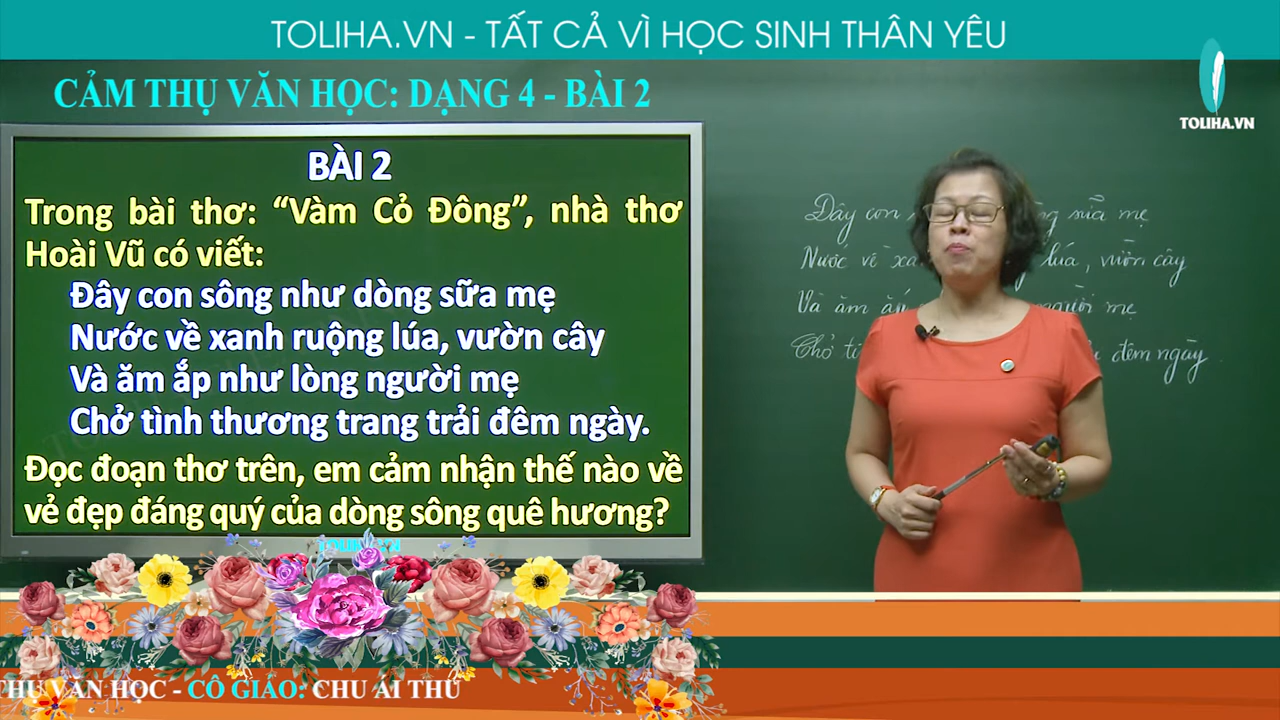 TOLIHA.VN - TẤT CẢ VÌ HỌC SINH THÂN YÊU
CẢM THỤ VĂN HỌC: DẠNG 4 - BÀI 2
TOLIHA.VN
BÀI 2
Trong bài thơ: “Vàm Cỏ Đông”, nhà thơ
Hoài Vũ có viết:
Đây con sông như dòng sữa mẹ
Nước về xanh ruộng lúa, vườn cây
Và ăm ắp như lòng người mẹ
Chở tình thương trang trải đêm ngày.
Đọc đoạn thơ trên, em cảm nhận thế nào về
vẻ đẹp đáng quý của dòng sông quê hương?
Đây con sữa mẹ
Nước về lúa, vườn cây
Và ăm người mẹ
Chở đêm ngày
TOLIHA.VN
THỤ VĂN HỌC - CÔ GIÁO: CHU ÁI THU